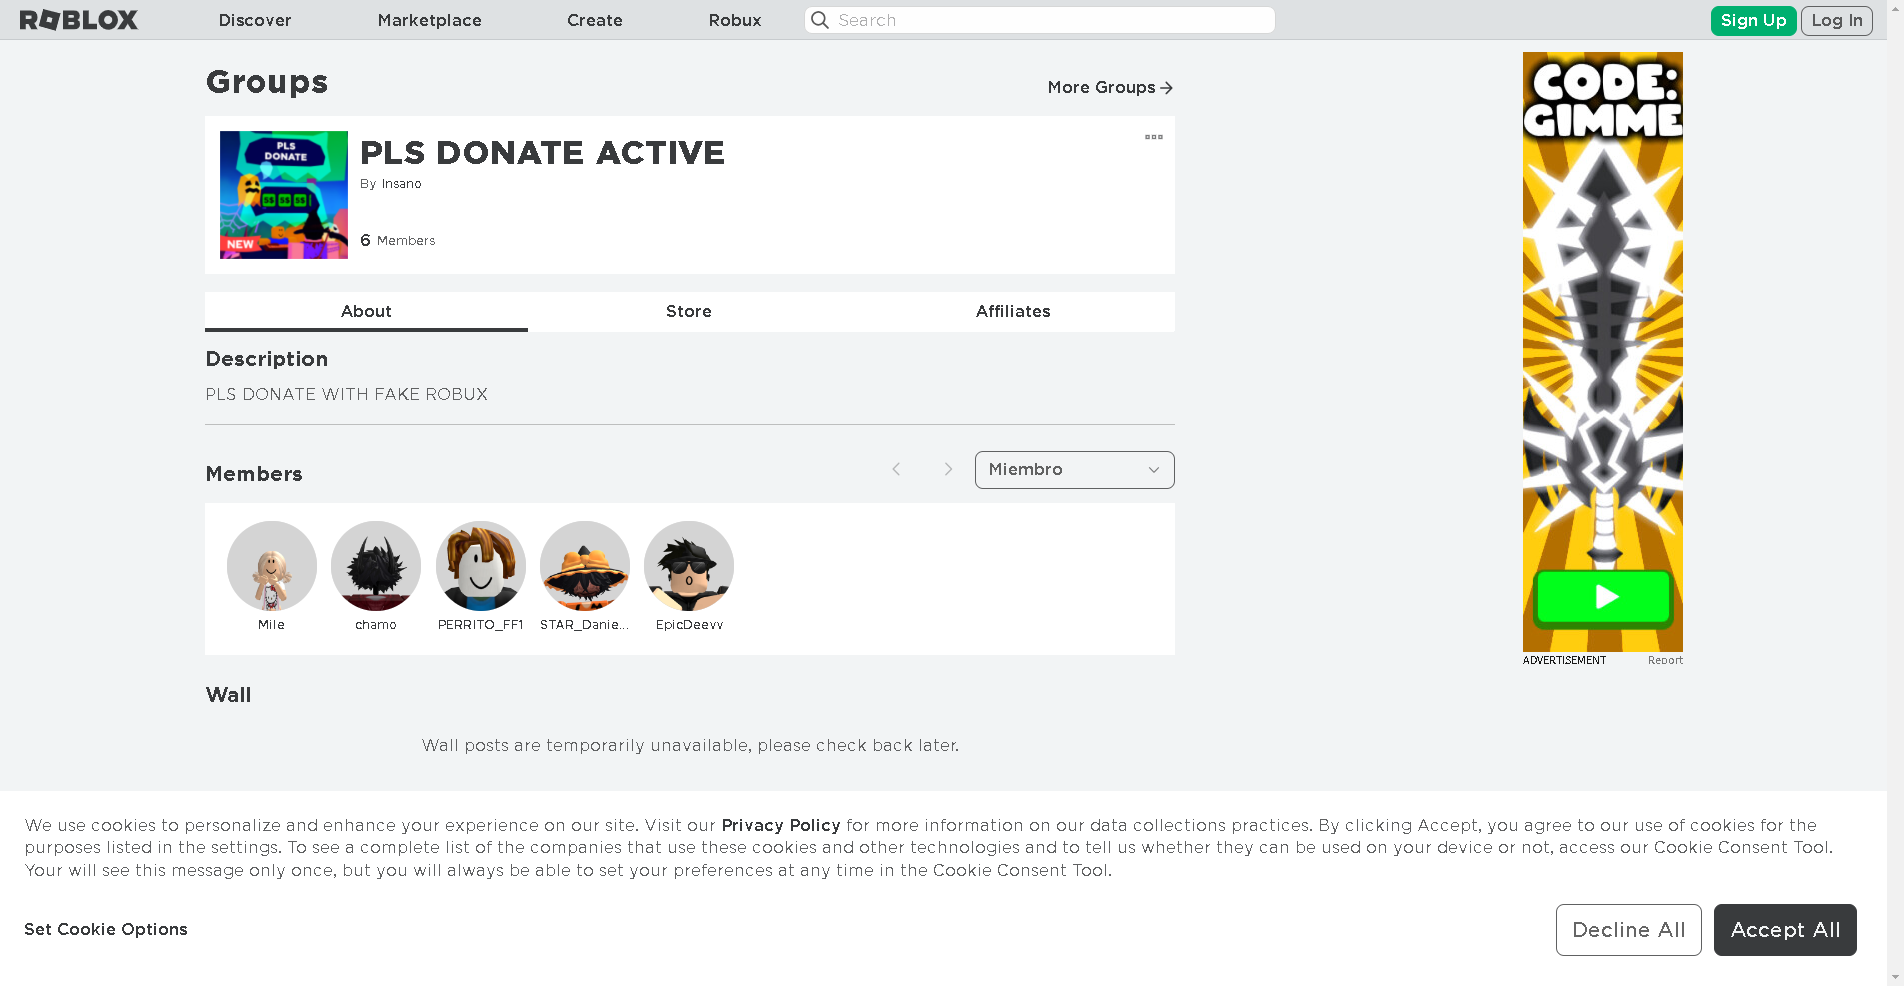 ROBLOX
Discover
Marketplace
Create
Robux
Search
Sign Up
Log In
Groups
More Groups
PLS
DONATE
NEW
PLS DONATE ACTIVE
By Insano
6 Members
About
Store
Affiliates
Description
PLS DONATE WITH FAKE ROBUX
Members
Miembro
Mile
chamo
PERRITO_FF1
STAR_Danie...
EpicDeevv
Wall
Wall posts are temporarily unavailable, please check back later.
CODE:
GIMME
ADVERTISEMENT
Report
We use cookies to personalize and enhance your experience on our site. Visit our Privacy Policy for more information on our data collections practices. By clicking Accept, you agree to our use of cookies for the
purposes listed in the settings. To see a complete list of the companies that use these cookies and other technologies and to tell us whether they can be used on your device or not, access our Cookie Consent Tool.
Your will see this message only once, but you will always be able to set your preferences at any time in the Cookie Consent Tool.
Set Cookie Options
Decline All
Accept All